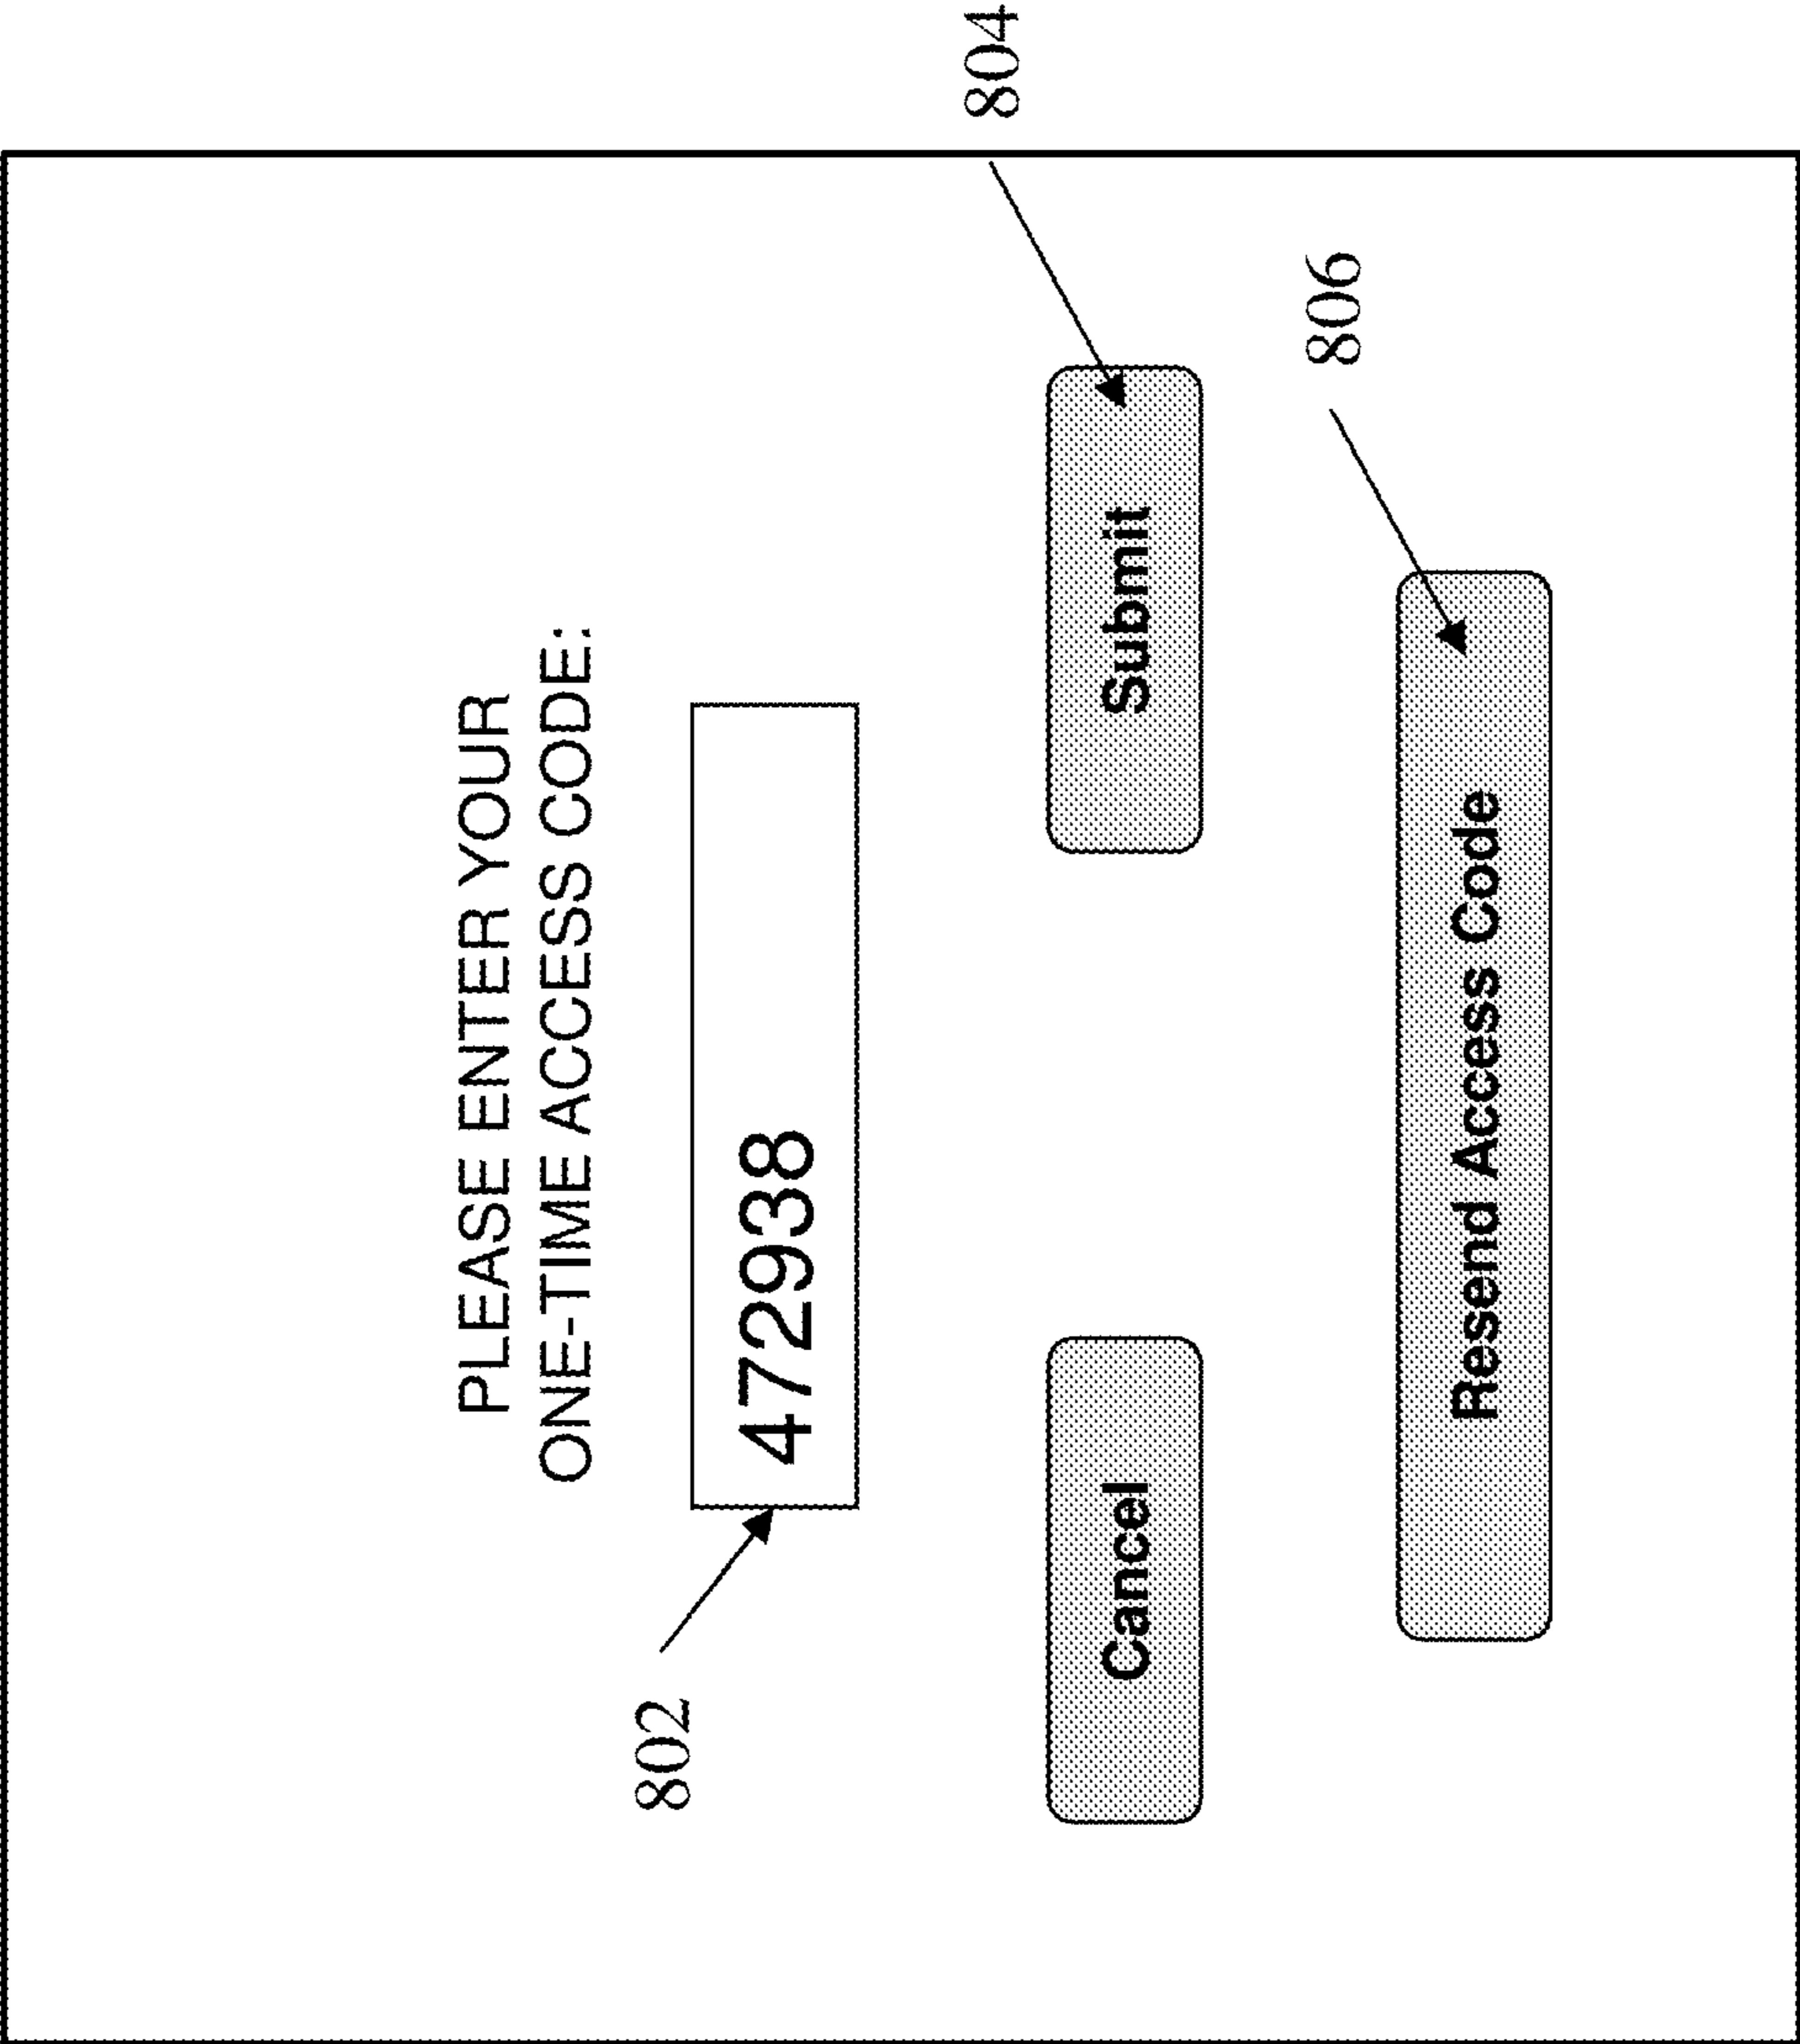 PLEASE ENTER YOUR
ONE-TIME ACCESS CODE:
802
472938
804
Cancel
Submit
806
Resend Access Code